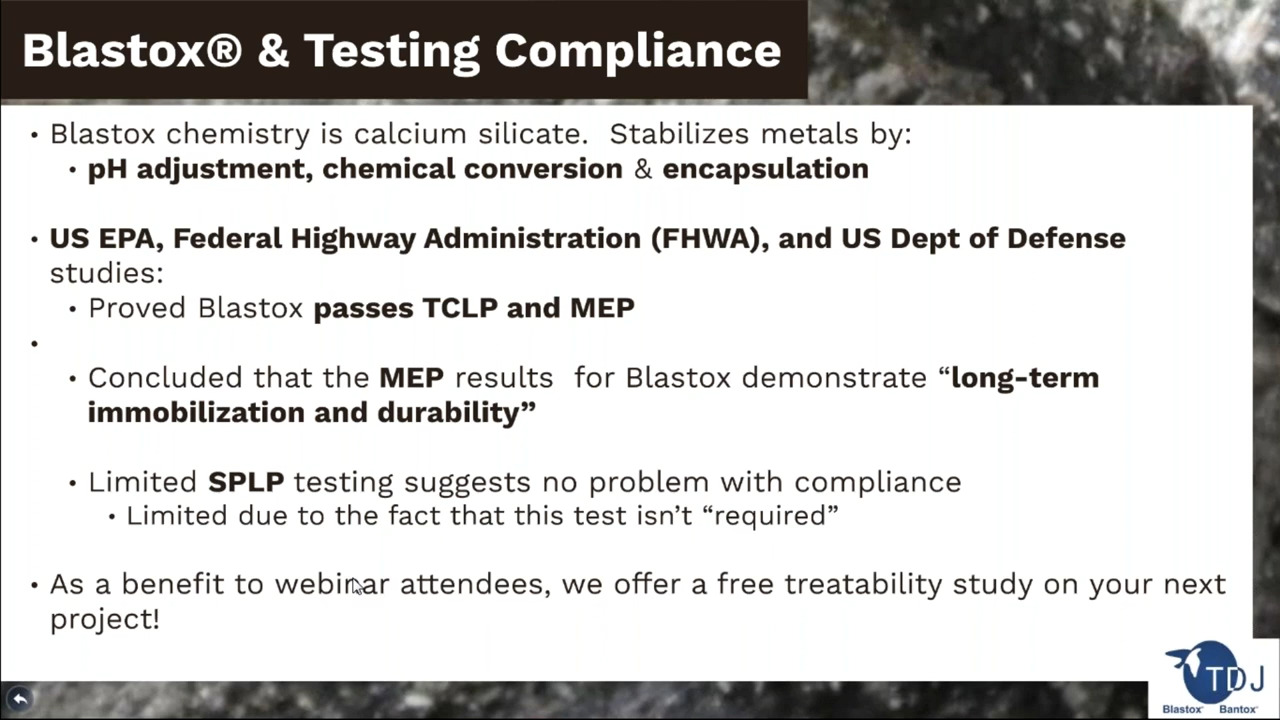 Blastox® & Testing Compliance
• Blastox chemistry is calcium silicate.  Stabilizes metals by:
• pH adjustment, chemical conversion & encapsulation
• US EPA, Federal Highway Administration (FHWA), and US Dept of Defense
studies:
• Proved Blastox passes TCLP and MEP
•
• Concluded that the MEP results  for Blastox demonstrate “long-term
immobilization and durability”
• Limited SPLP testing suggests no problem with compliance
• Limited due to the fact that this test isn’t “required”
• As a benefit to webinar attendees, we offer a free treatability study on your next
project!
TDJ
Blastox® Bantox®